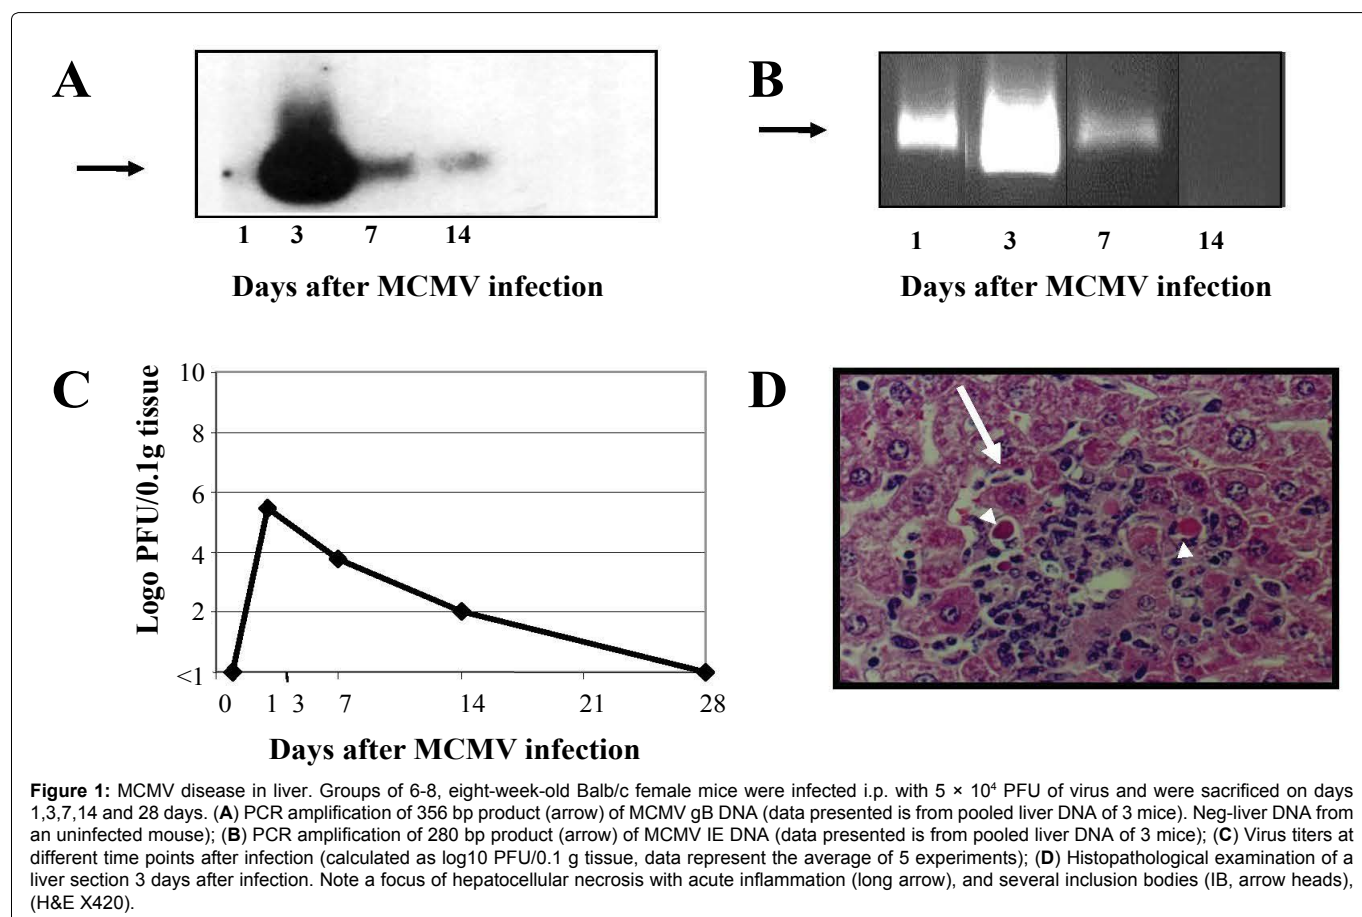 A
1 3 7 14
Days after MCMV infection
B
1 3 7 14
Days after MCMV infection
C
Logo PFU/0.1g tissue
10
8
6
4
2
<1
0 1 3 7 14 21 28
Days after MCMV infection
D
Figure 1: MCMV disease in liver. Groups of 6-8, eight-week-old Balb/c female mice were infected i.p. with 5 × 10⁴ PFU of virus and were sacrificed on days
1,3,7,14 and 28 days. (A) PCR amplification of 356 bp product (arrow) of MCMV gB DNA (data presented is from pooled liver DNA of 3 mice). Neg-liver DNA from
an uninfected mouse); (B) PCR amplification of 280 bp product (arrow) of MCMV IE DNA (data presented is from pooled liver DNA of 3 mice); (C) Virus titers at
different time points after infection (calculated as log10 PFU/0.1 g tissue, data represent the average of 5 experiments); (D) Histopathological examination of a
liver section 3 days after infection. Note a focus of hepatocellular necrosis with acute inflammation (long arrow), and several inclusion bodies (IB, arrow heads),
(H&E X420).